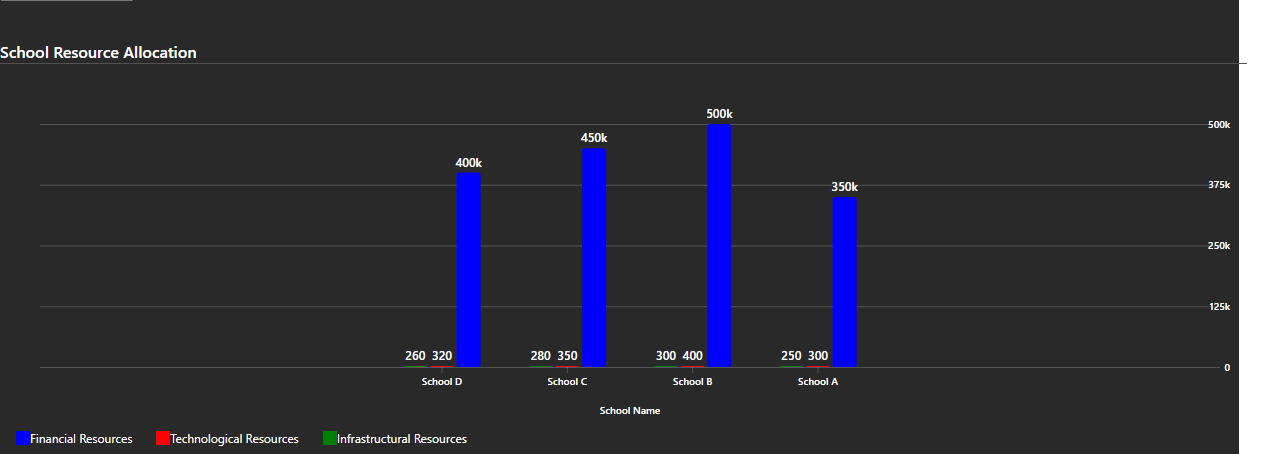 School Resource Allocation
500k
450k
400k
350k
500k
375k
250k
125k
0
260 320 280 350 300 400 250 300
School D School C School B School A
School Name
Financial Resources Technological Resources Infrastructural Resources